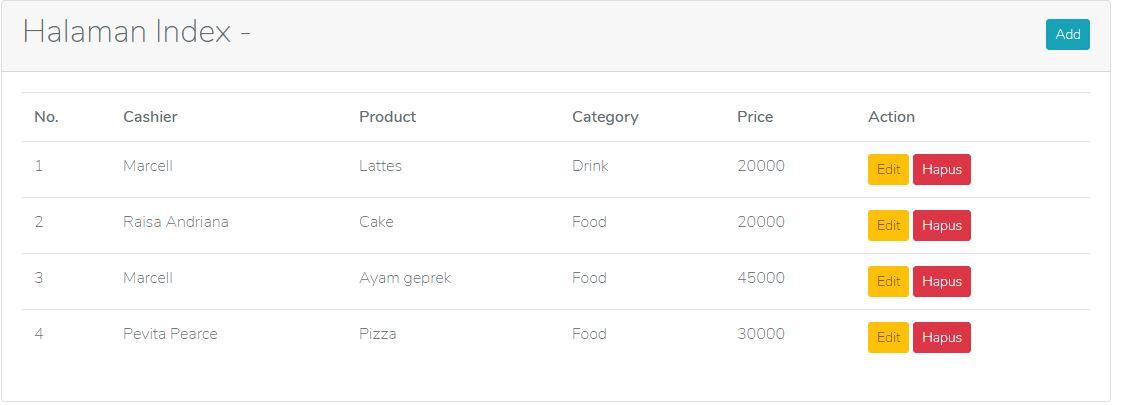 Halaman Index -
Add
No. Cashier Product Category Price Action
1 Marcell Lattes Drink 20000 Edit Hapus
2 Raisa Andriana Cake Food 20000 Edit Hapus
3 Marcell Ayam geprek Food 45000 Edit Hapus
4 Pevita Pearce Pizza Food 30000 Edit Hapus